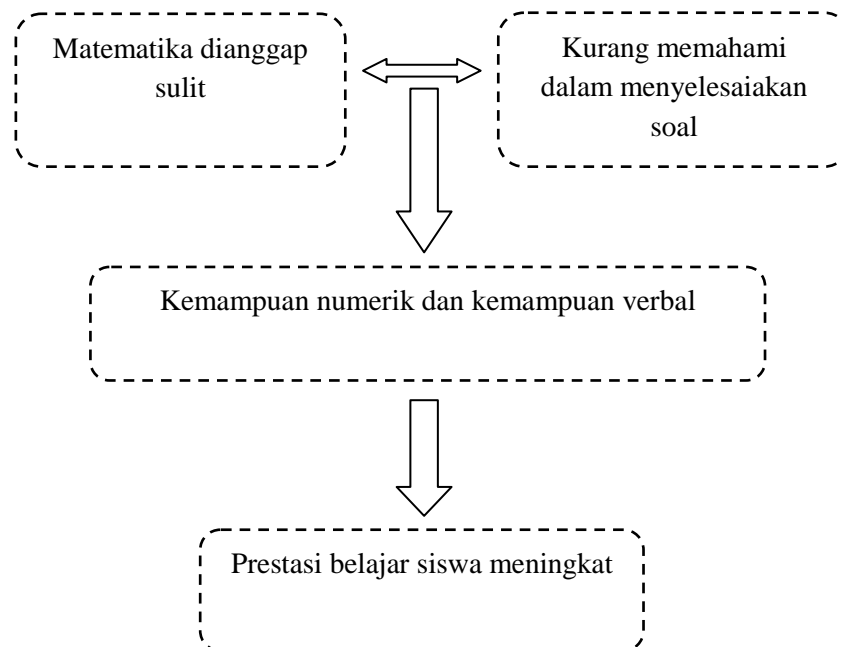 Matematika dianggap
sulit
Kurang memahami
dalam menyelesaiakan
soal
Kemampuan numerik dan kemampuan verbal
Prestasi belajar siswa meningkat